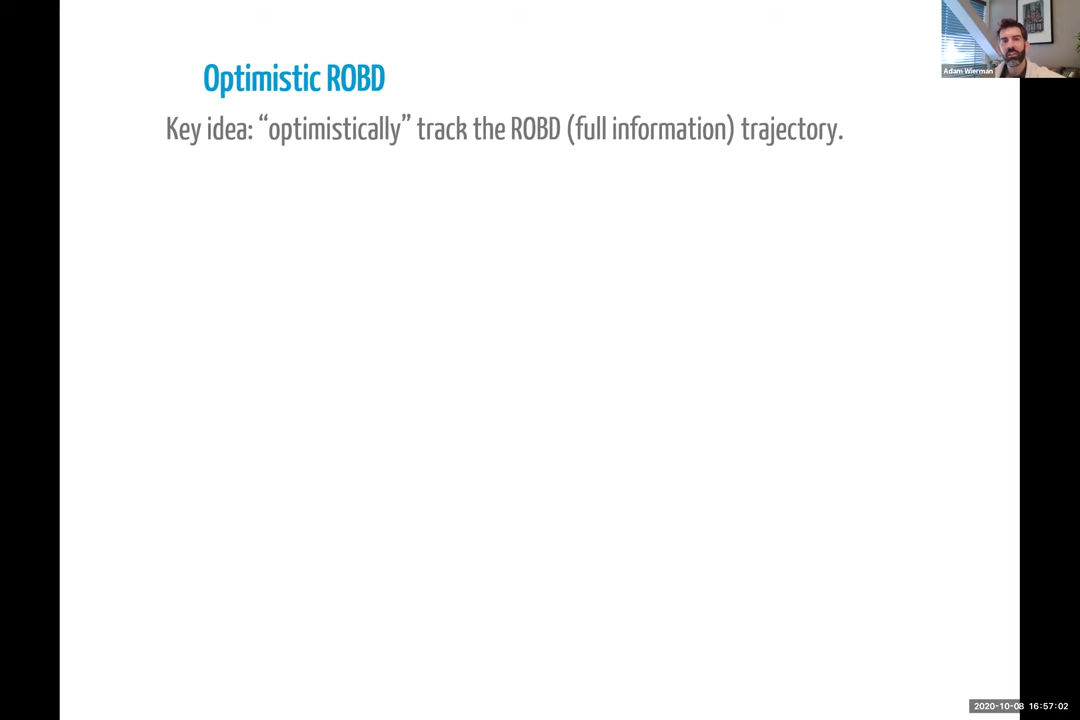 Optimistic ROBD
Key idea: “optimistically” track the ROBD (full information) trajectory.
Adam Wierman
2020-10-08 16:57:02